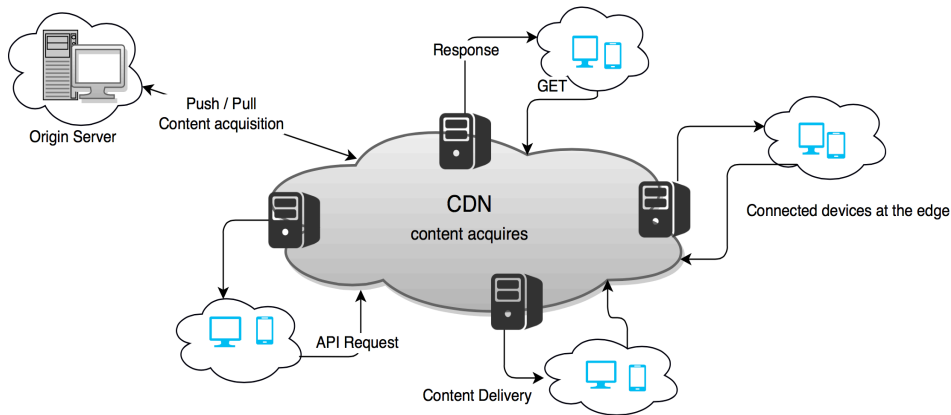 Response
GET
Push / Pull
Content acquisition
Origin Server
CDN
content acquires
Connected devices at the edge
API Request
Content Delivery